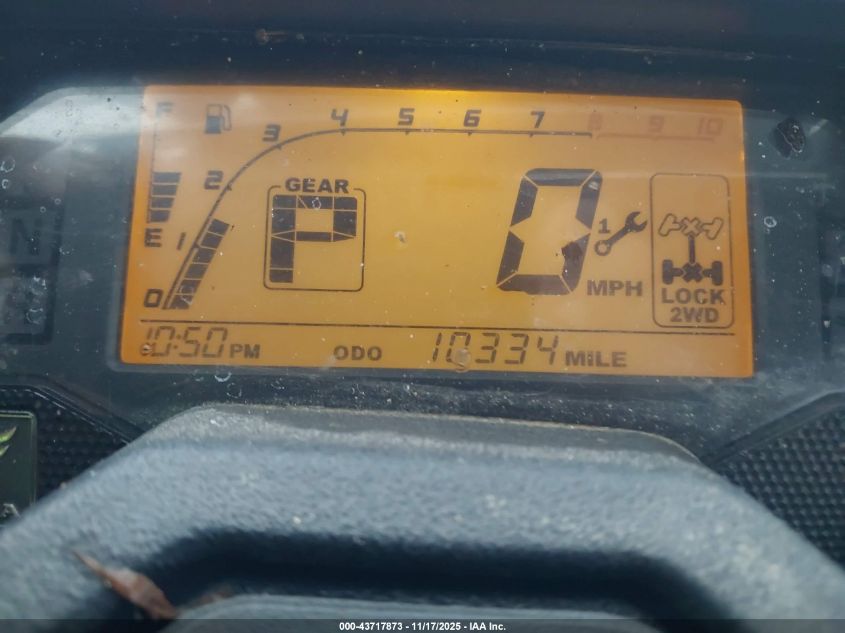 F
4 5 6 7 8 9 10
3
2
GEAR
P
0
1
MPH
E
1
0
LOCK
2WD
10:50 PM
ODO 10334 MILE
000-43717873 - 11/17/2025 - IAA Inc.